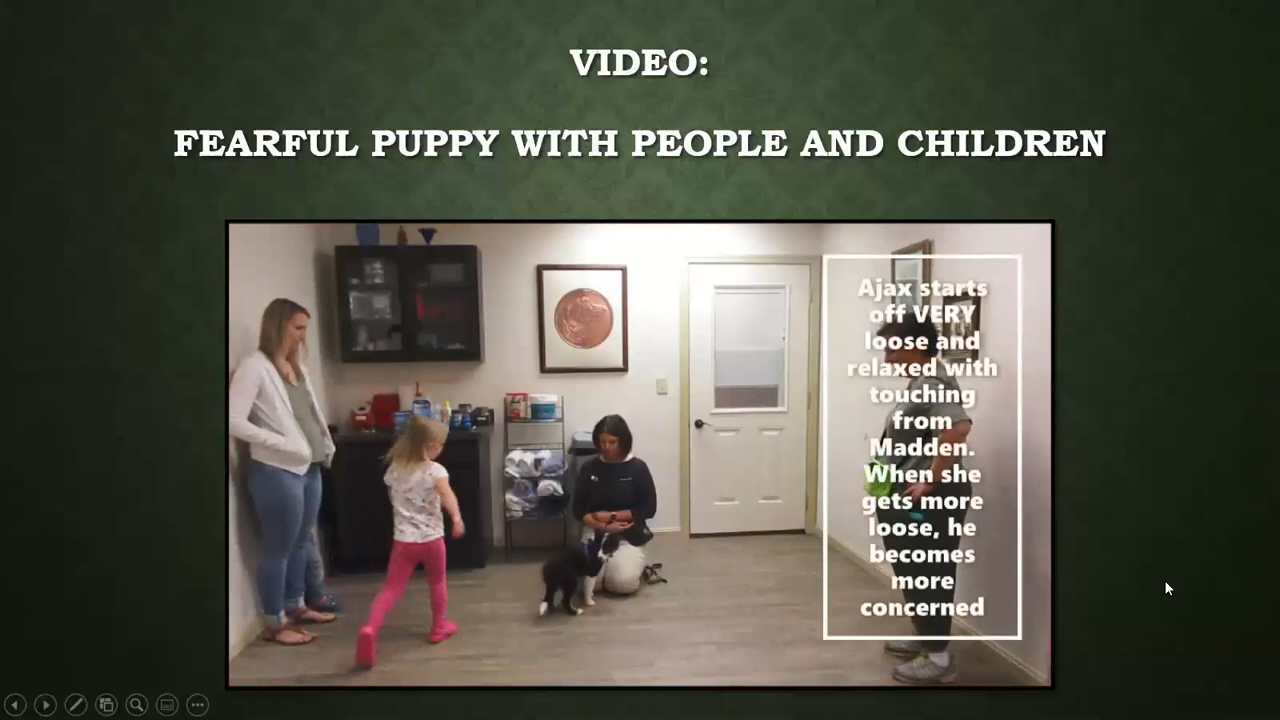 VIDEO:
FEARFUL PUPPY WITH PEOPLE AND CHILDREN
Ajax starts
off VERY
loose and
relaxed with
touching
from
Madden.
When she
gets more
loose, he
becomes
more
concerned